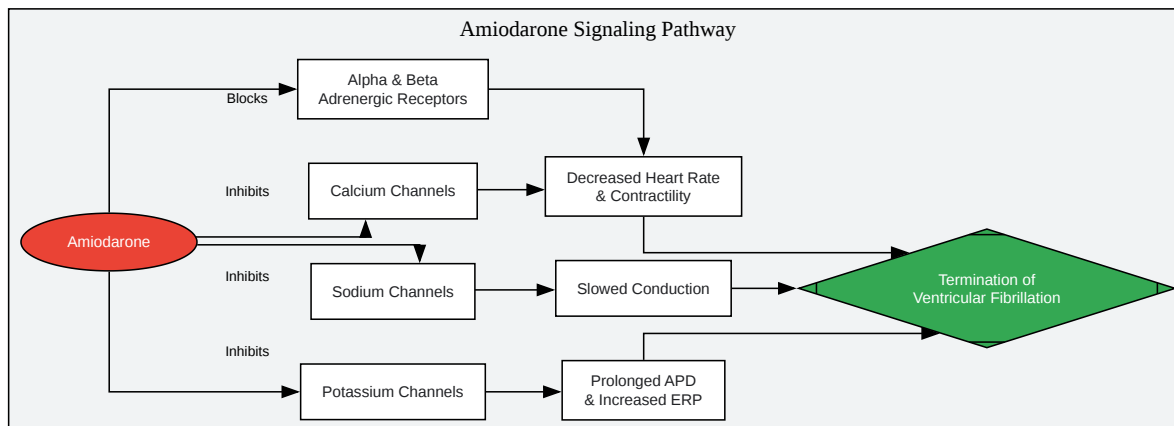 Amiodarone Signaling Pathway
Alpha & Beta
Adrenergic Receptors
Blocks
Inhibits
Calcium Channels
Decreased Heart Rate
& Contractility
Amiodarone
Inhibits
Sodium Channels
Slowed Conduction
Termination of
Ventricular Fibrillation
Inhibits
Potassium Channels
Prolonged APD
& Increased ERP